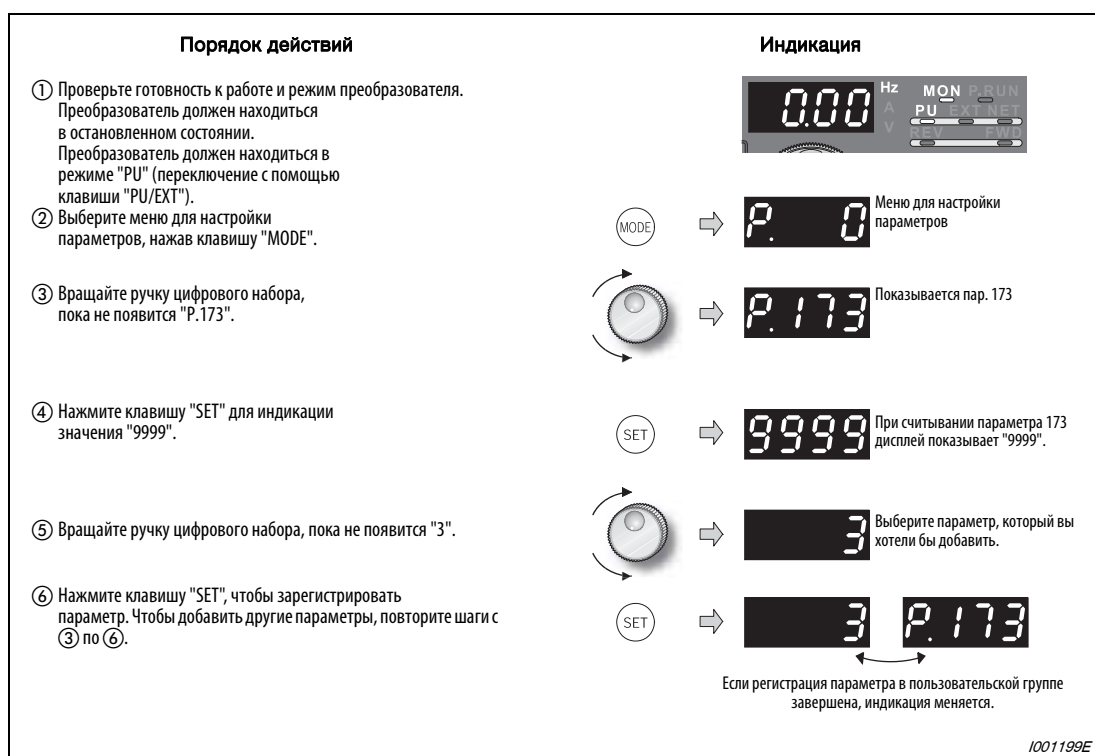 Порядок действий
Индикация
① Проверьте готовность к работе и режим преобразователя.
Преобразователь должен находиться
в остановленном состоянии.
Преобразователь должен находиться в
режиме "PU" (переключение с помощью
клавиши "PU/EXT").
0.00
Hz
A
V
MON P.RUN
PU EXT NET
REV FWD
② Выберите меню для настройки
параметров, нажав клавишу "MODE".
MODE
P. 0
Меню для настройки
параметров
③ Вращайте ручку цифрового набора,
пока не появится "P.173".
P.173
Показывается пар. 173
④ Нажмите клавишу "SET" для индикации
значения "9999".
SET
9999
При считывании параметра 173
дисплей показывает "9999".
⑤ Вращайте ручку цифрового набора, пока не появится "3".
3
Выберите параметр, который вы
хотели бы добавить.
⑥ Нажмите клавишу "SET", чтобы зарегистрировать
параметр. Чтобы добавить другие параметры, повторите шаги с
③ по ⑥.
SET
3
P.173
Если регистрация параметра в пользовательской группе
завершена, индикация меняется.
I001199E